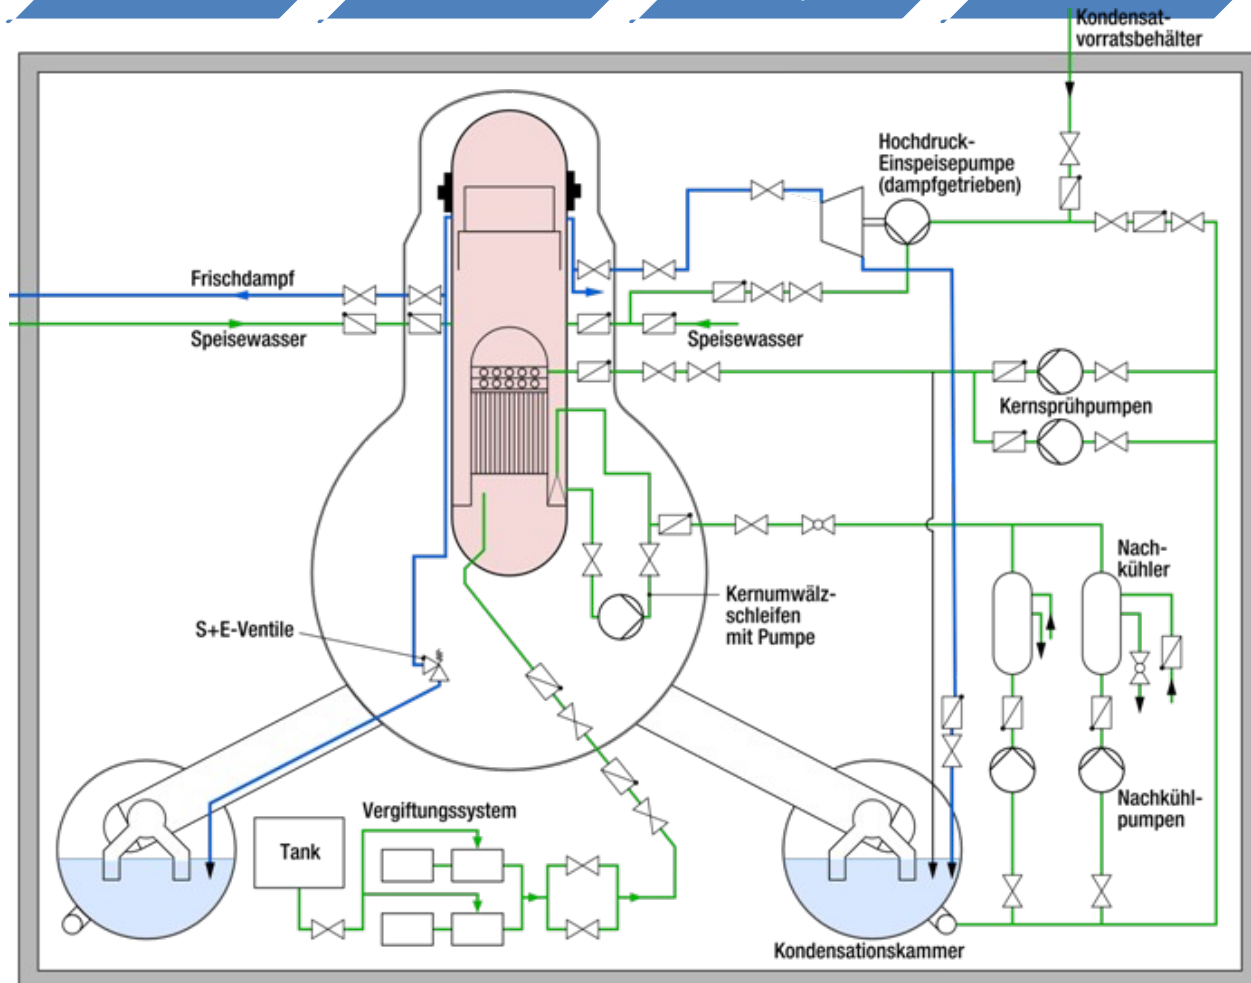 Kondensat-
vorratsbehälter
Hochdruck-
Einspeisepumpe
(dampfgetrieben)
Frischdampf
Speisewasser
Speisewasser
Kernsprühpumpen
Nach-
kühler
Kernumwälz-
schleifen
mit Pumpe
S+E-Ventile
Vergiftungssystem
Tank
Nachkühl-
pumpen
Kondensationskammer